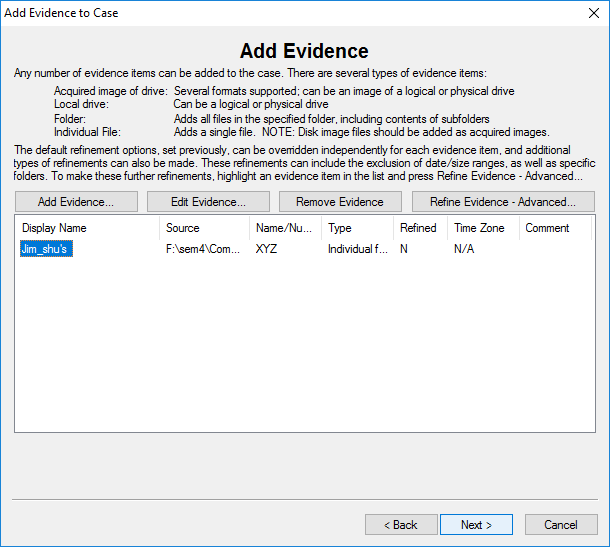 Add Evidence to Case
Add Evidence
Any number of evidence items can be added to the case. There are several types of evidence items:
Acquired image of drive: Several formats supported; can be an image of a logical or physical drive
Local drive: Can be a logical or physical drive
Folder: Adds all files in the specified folder, including contents of subfolders
Individual File: Adds a single file. NOTE: Disk image files should be added as acquired images.
The default refinement options, set previously, can be overridden independently for each evidence item, and additional
types of refinements can also be made. These refinements can include the exclusion of date/size ranges, as well as specific
folders. To make these further refinements, highlight an evidence item in the list and press Refine Evidence - Advanced...
Add Evidence... Edit Evidence... Remove Evidence Refine Evidence - Advanced...
Display Name Source Name/Nu... Type Refined Time Zone Comment
Jim_shu's F:\sem4\Com... XYZ Individual f... N N/A
< Back Next > Cancel